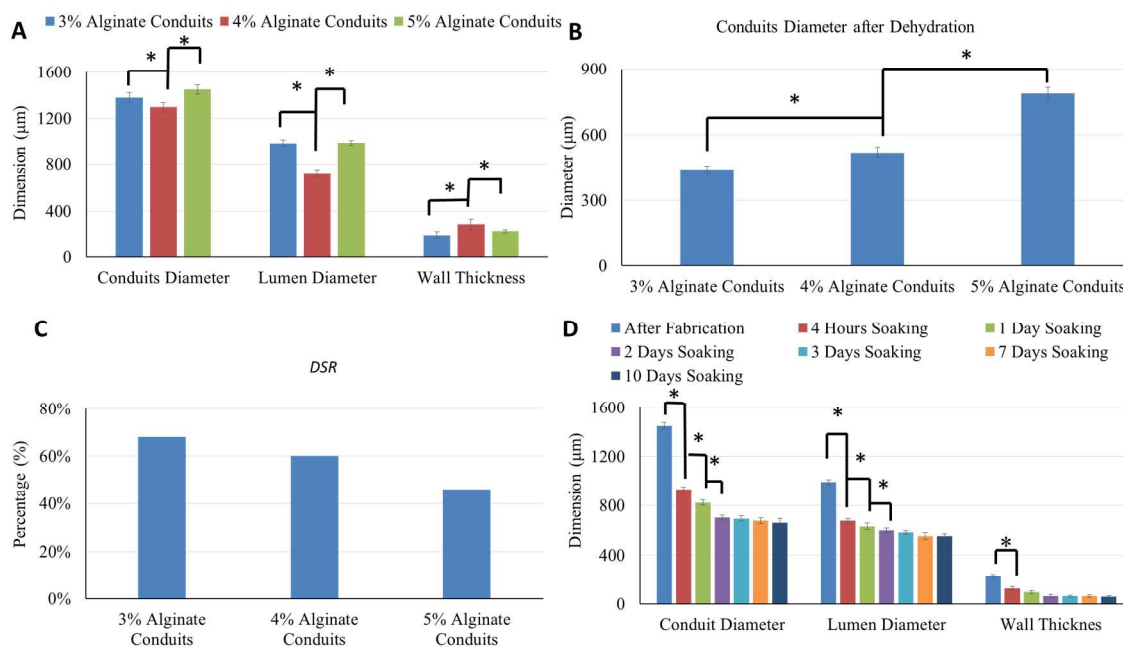 A
3% Alginate Conduits 4% Alginate Conduits 5% Alginate Conduits
Dimension (μm)
1600
1200
800
400
0
* *
* *
* *
Conduits Diameter Lumen Diameter Wall Thickness
B
Conduits Diameter after Dehydration
Diameter (μm)
900
600
300
0
* *
3% Alginate Conduits 4% Alginate Conduits 5% Alginate Conduits
C
DSR
Percentage (%)
80%
60%
40%
20%
0%
3% Alginate
Conduits
4% Alginate
Conduits
5% Alginate
Conduits
D
After Fabrication 4 Hours Soaking 1 Day Soaking
2 Days Soaking 3 Days Soaking 7 Days Soaking
10 Days Soaking
Dimension (μm)
1600
1200
800
400
0
* * *
* * *
*
Conduit Diameter Lumen Diameter Wall Thicknes